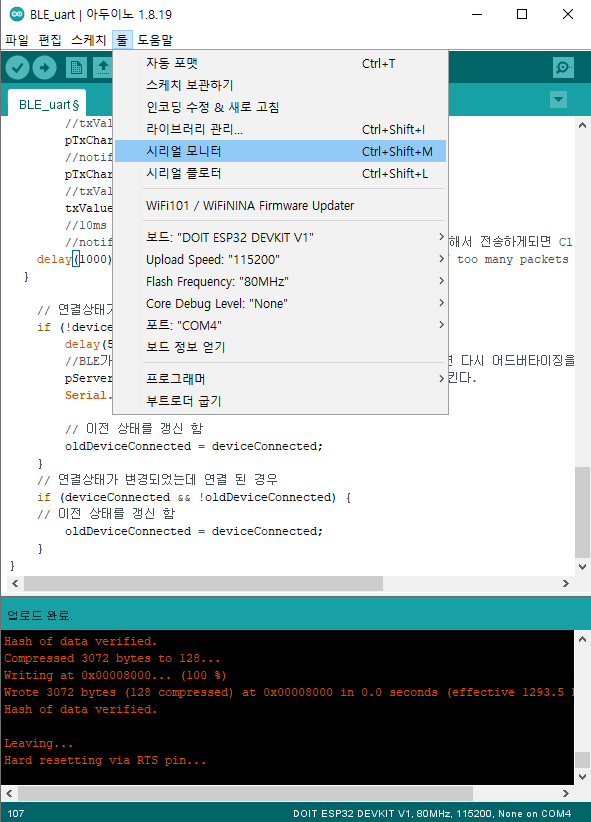 BLE_uart | 아두이노 1.8.19
파일 편집 스케치 툴 도움말
BLE_uart§
자동 포맷 Ctrl+T
스케치 보관하기
인코딩 수정 & 새로 고침
라이브러리 관리... Ctrl+Shift+I
시리얼 모니터 Ctrl+Shift+M
시리얼 플로터 Ctrl+Shift+L
WiFi101 / WiFiNINA Firmware Updater
보드: "DOIT ESP32 DEVKIT V1"
Upload Speed: "115200"
Flash Frequency: "80MHz"
Core Debug Level: "None"
포트: "COM4"
보드 정보 얻기
프로그래머
부트로더 굽기
//txVal
pTxChar
//notif
pTxChar
//txVal
txValue
//10ms
//notif 해서 전송하게되면 Cl
delay(1000) too many packets
}
// 연결상태가
if (!device
delay(5
//BLE가 면 다시 어드버타이징을
pServer 킨다.
Serial.
// 이전 상태를 갱신 함
oldDeviceConnected = deviceConnected;
}
// 연결상태가 변경되었는데 연결 된 경우
if (deviceConnected && !oldDeviceConnected) {
// 이전 상태를 갱신 함
oldDeviceConnected = deviceConnected;
}
}
업로드 완료.
Hash of data verified.
Compressed 3072 bytes to 128...
Writing at 0x00008000... (100 %)
Wrote 3072 bytes (128 compressed) at 0x00008000 in 0.0 seconds (effective 1293.5
Hash of data verified.
Leaving...
Hard resetting via RTS pin...
107 DOIT ESP32 DEVKIT V1, 80MHz, 115200, None on COM4